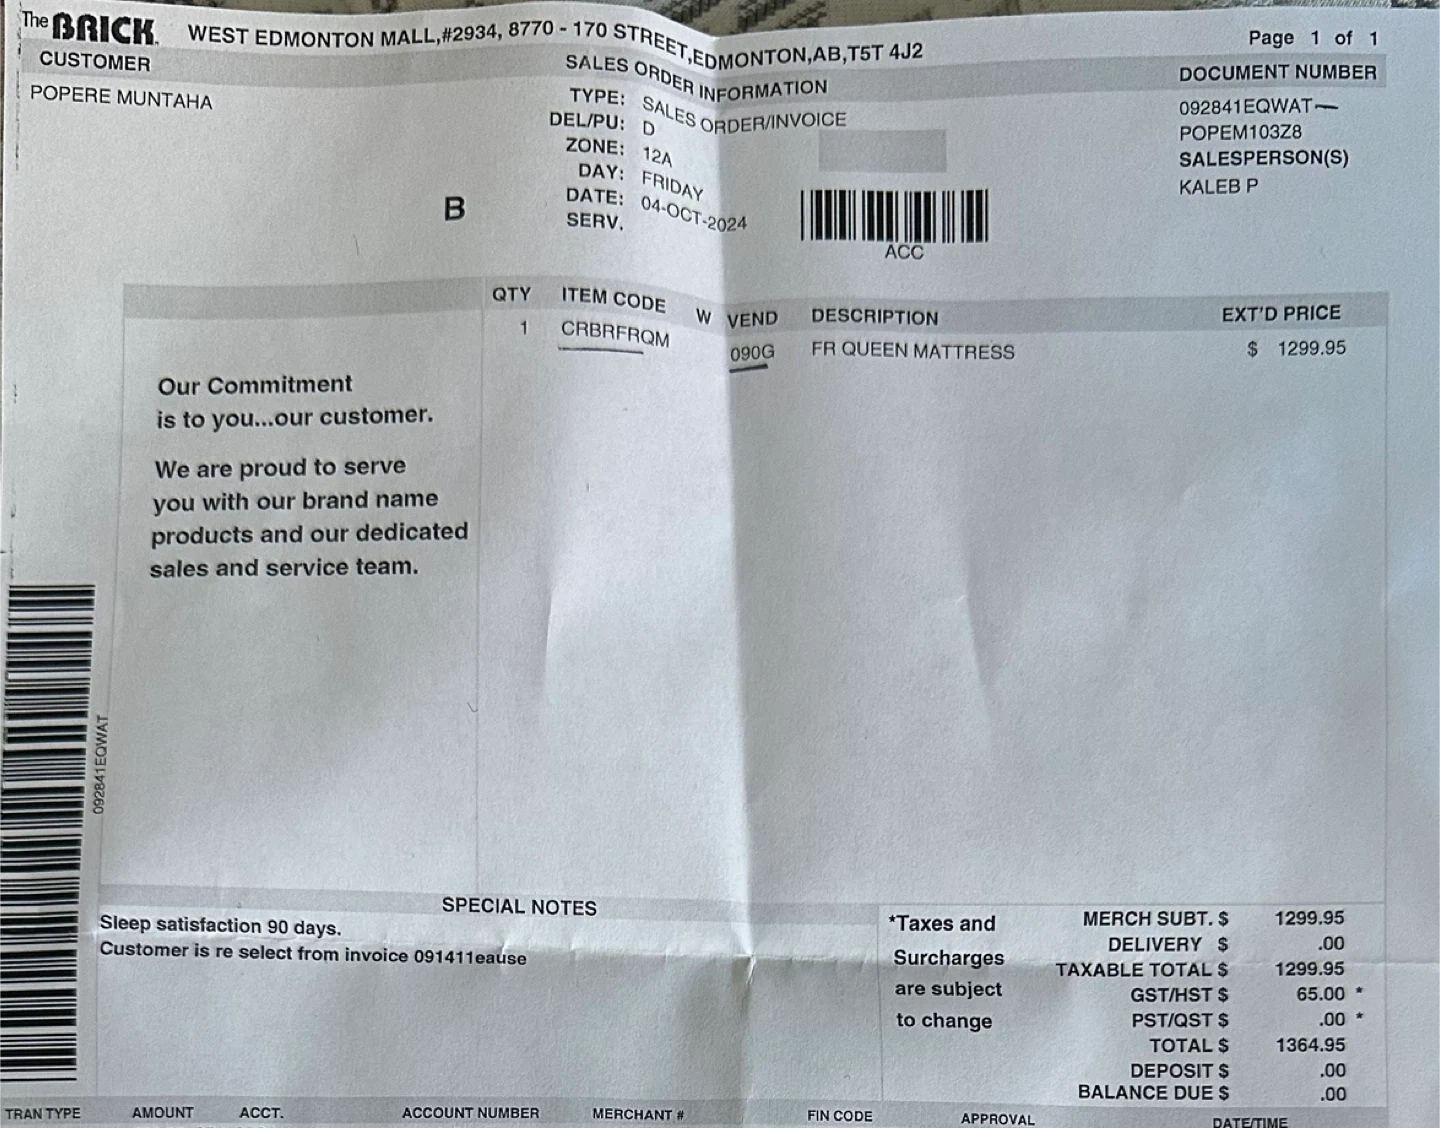 The BRICK. WEST EDMONTON MALL,#2934, 8770 - 170 STREET,EDMONTON,AB,T5T 4J2
Page 1 of 1
CUSTOMER
POPERE MUNTAHA
SALES ORDER INFORMATION
TYPE: SALES ORDER/INVOICE
DEL/PU: D
ZONE: 12A
DAY: FRIDAY
DATE: 04-OCT-2024
SERV.
B
ACC
DOCUMENT NUMBER
092841EQWAT
POPEM103Z8
SALESPERSON(S)
KALEB P
QTY ITEM CODE W VEND DESCRIPTION EXT'D PRICE
1 CRBRFRQM 090G FR QUEEN MATTRESS $ 1299.95
Our Commitment
is to you...our customer.
We are proud to serve
you with our brand name
products and our dedicated
sales and service team.
092841EQWAT
SPECIAL NOTES
Sleep satisfaction 90 days.
Customer is re select from invoice 091411eause
*Taxes and
Surcharges
are subject
to change
MERCH SUBT. $ 1299.95
DELIVERY $ .00
TAXABLE TOTAL $ 1299.95
GST/HST $ 65.00 *
PST/QST $ .00 *
TOTAL $ 1364.95
DEPOSIT $ .00
BALANCE DUE $ .00
TRAN TYPE AMOUNT ACCT. ACCOUNT NUMBER MERCHANT # FIN CODE APPROVAL DATE/TIME